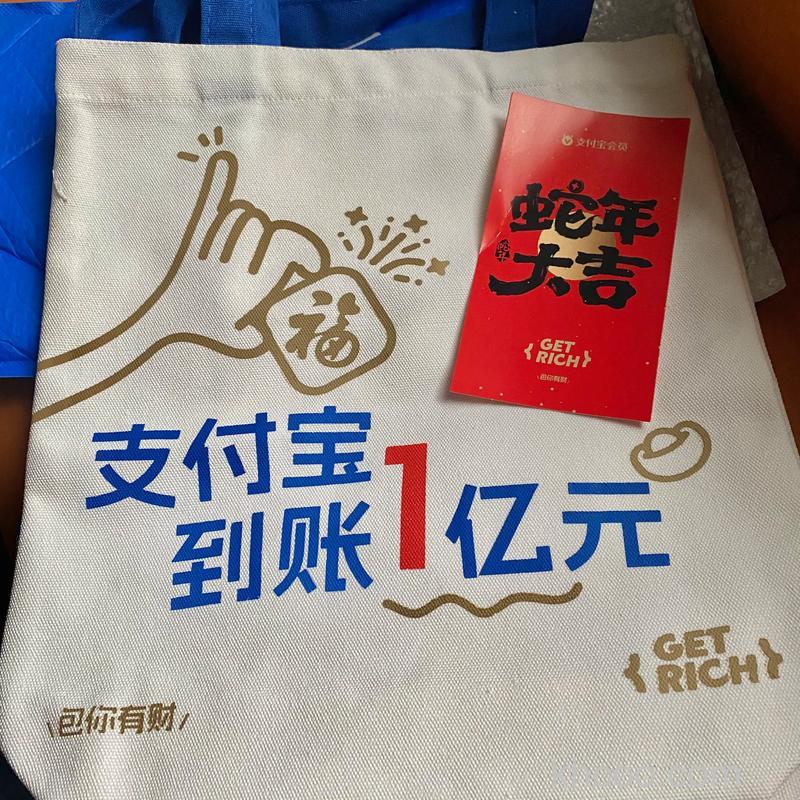 支付宝会员
蛇年
大吉
GET
RICH
包你有财
福
支付宝
到账1亿元
GET
RICH
\包你有财/